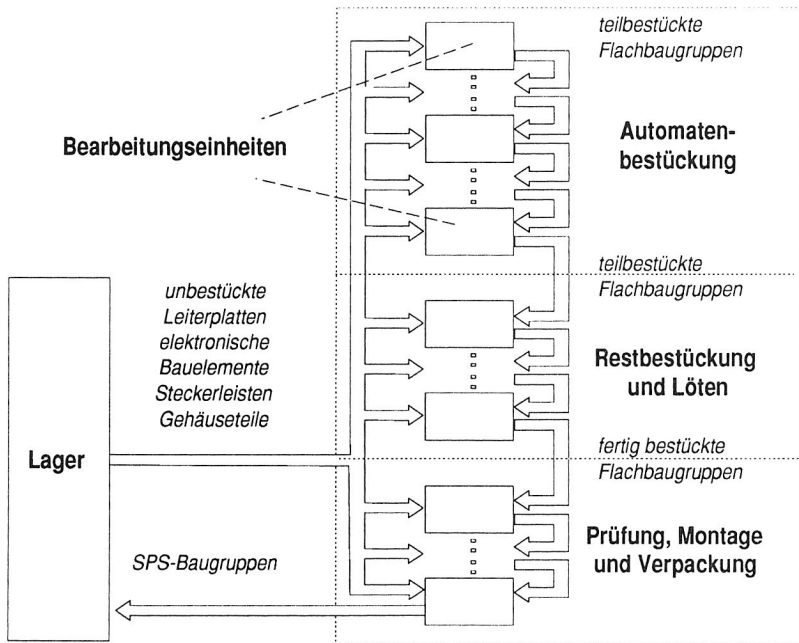 teilbestückte
Flachbaugruppen
Bearbeitungseinheiten
Automaten-
bestückung
teilbestückte
Flachbaugruppen
unbestückte
Leiterplatten
elektronische
Bauelemente
Steckerleisten
Gehäuseteile
Restbestückung
und Löten
Lager
fertig bestückte
Flachbaugruppen
Prüfung, Montage
und Verpackung
SPS-Baugruppen